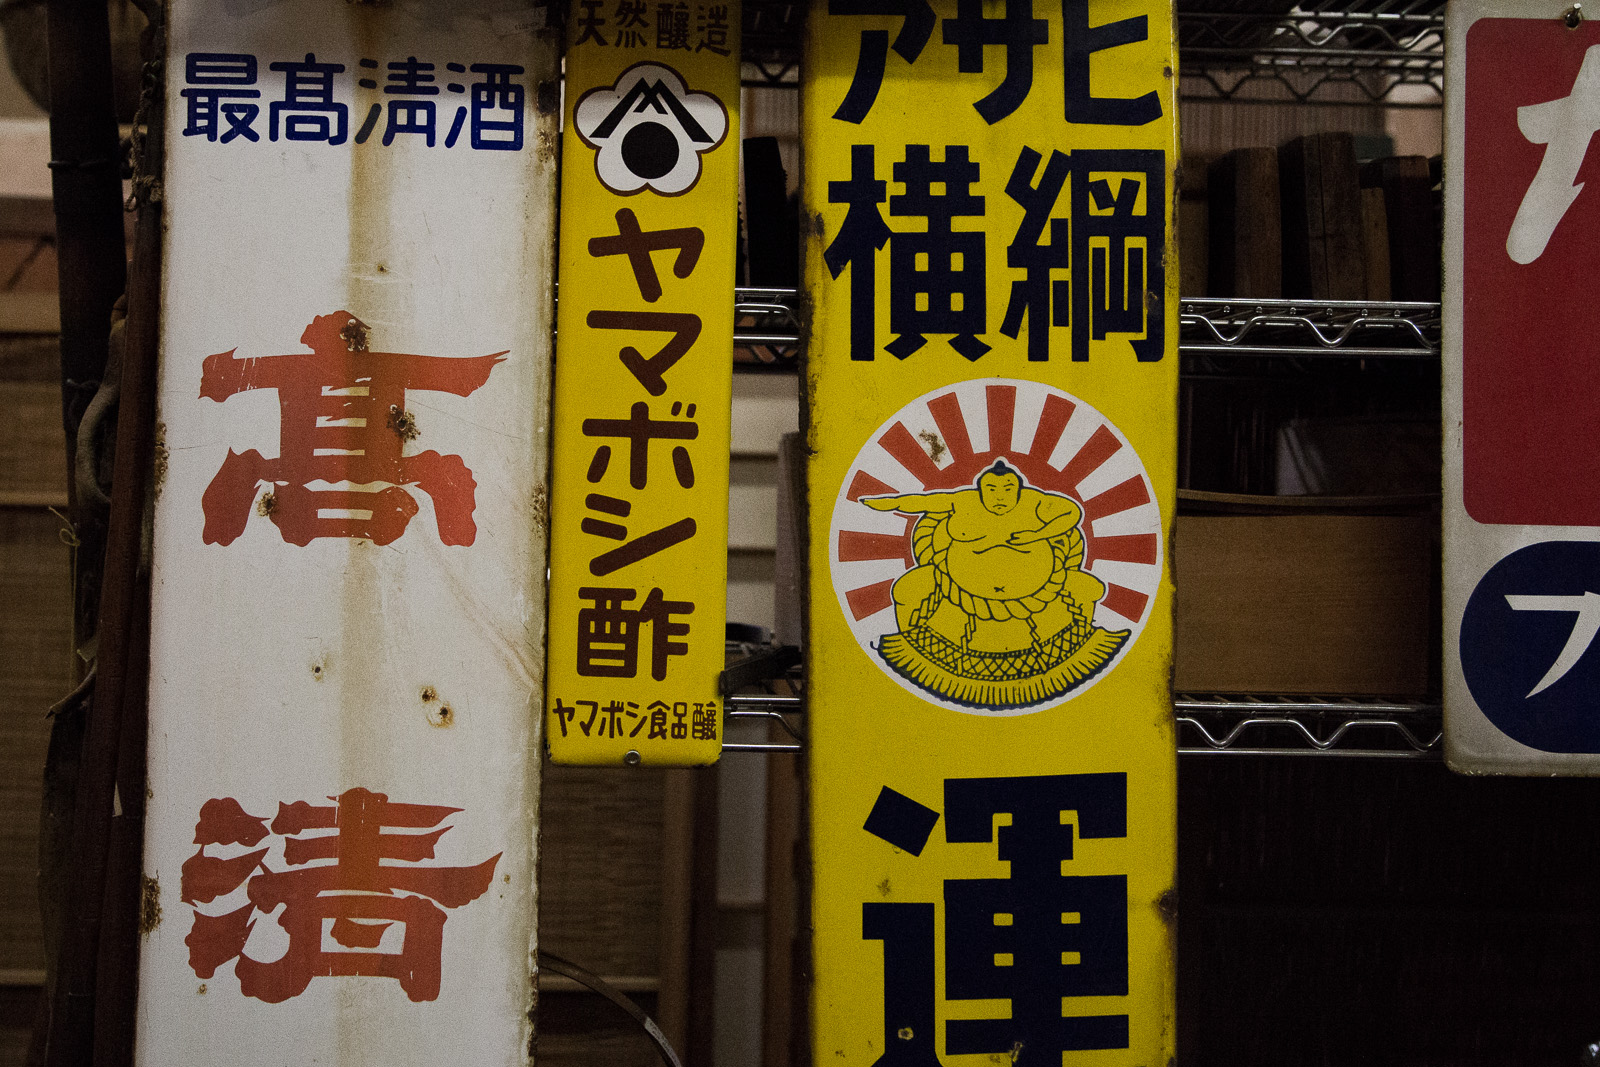 最髙清酒
髙清
天然醸造
ヤマボシ酢
ヤマボシ食品醸
アサヒ
横綱
運